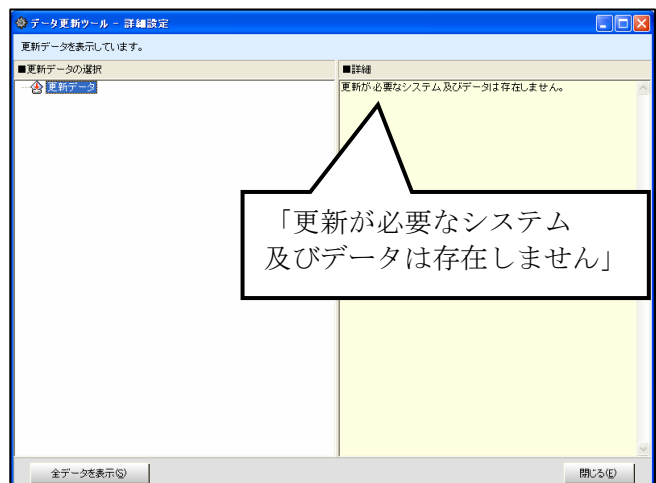 データ更新ツール - 詳細設定
更新データを表示しています。
■更新データの選択
■詳細
更新データ
更新が必要なシステム及びデータは存在しません。
「更新が必要なシステム
及びデータは存在しません」
全データを表示(S)
閉じる(E)